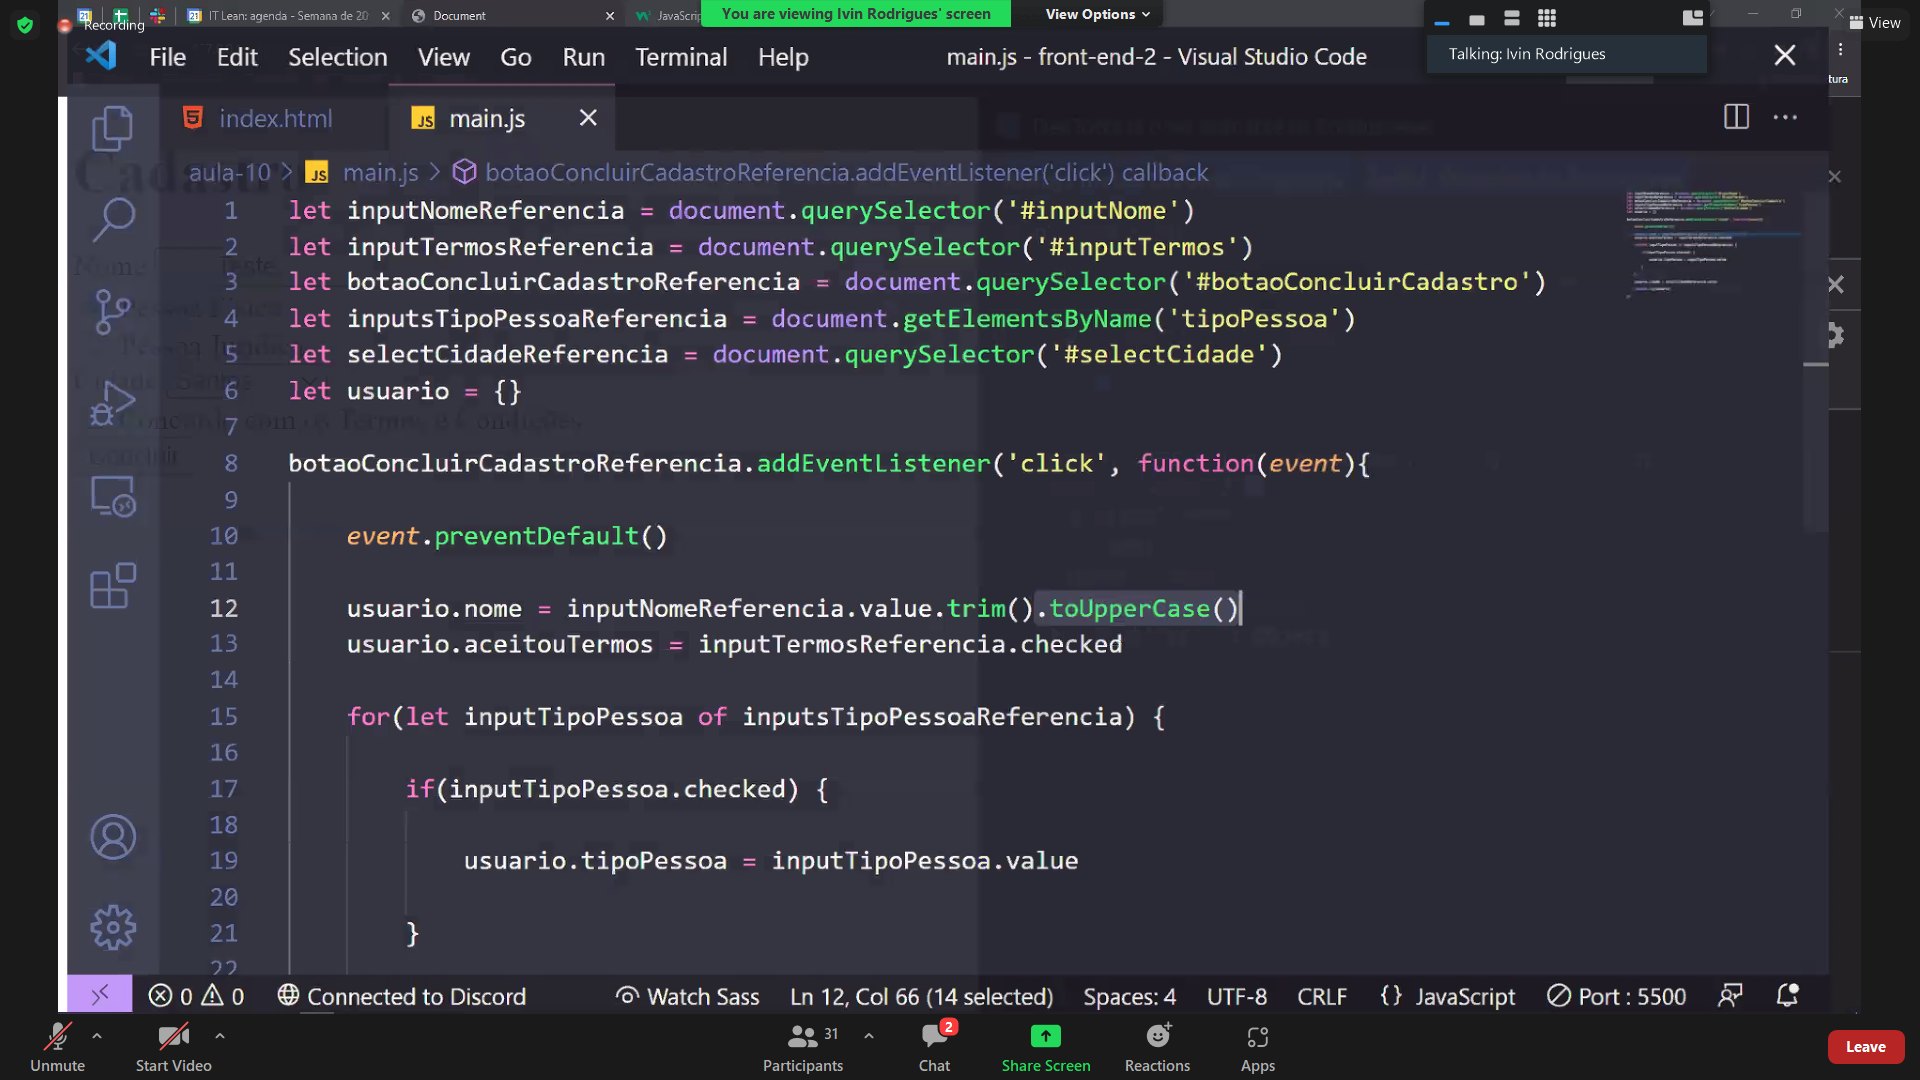 IT Lean: agenda - Semana de 20
Document
JavaScri
You are viewing Ivin Rodrigues' screen
View Options
Recording
View
Talking: Ivin Rodrigues
File Edit Selection View Go Run Terminal Help
main.js - front-end-2 - Visual Studio Code
tura
index.html
JS main.js
aula-10 > JS main.js > botaoConcluirCadastroReferencia.addEventListener('click') callback
1 let inputNomeReferencia = document.querySelector('#inputNome')
2 let inputTermosReferencia = document.querySelector('#inputTermos')
3 let botaoConcluirCadastroReferencia = document.querySelector('#botaoConcluirCadastro')
4 let inputsTipoPessoaReferencia = document.getElementsByName('tipoPessoa')
5 let selectCidadeReferencia = document.querySelector('#selectCidade')
6 let usuario = {}
7
8 botaoConcluirCadastroReferencia.addEventListener('click', function(event){
9
10 event.preventDefault()
11
12 usuario.nome = inputNomeReferencia.value.trim().toUpperCase()
13 usuario.aceitouTermos = inputTermosReferencia.checked
14
15 for(let inputTipoPessoa of inputsTipoPessoaReferencia) {
16
17 if(inputTipoPessoa.checked) {
18
19 usuario.tipoPessoa = inputTipoPessoa.value
20
21 }
22
0 0 Connected to Discord Watch Sass Ln 12, Col 66 (14 selected) Spaces: 4 UTF-8 CRLF {} JavaScript Port : 5500
Unmute
Start Video
31
Participants
2
Chat
Share Screen
Reactions
Apps
Leave